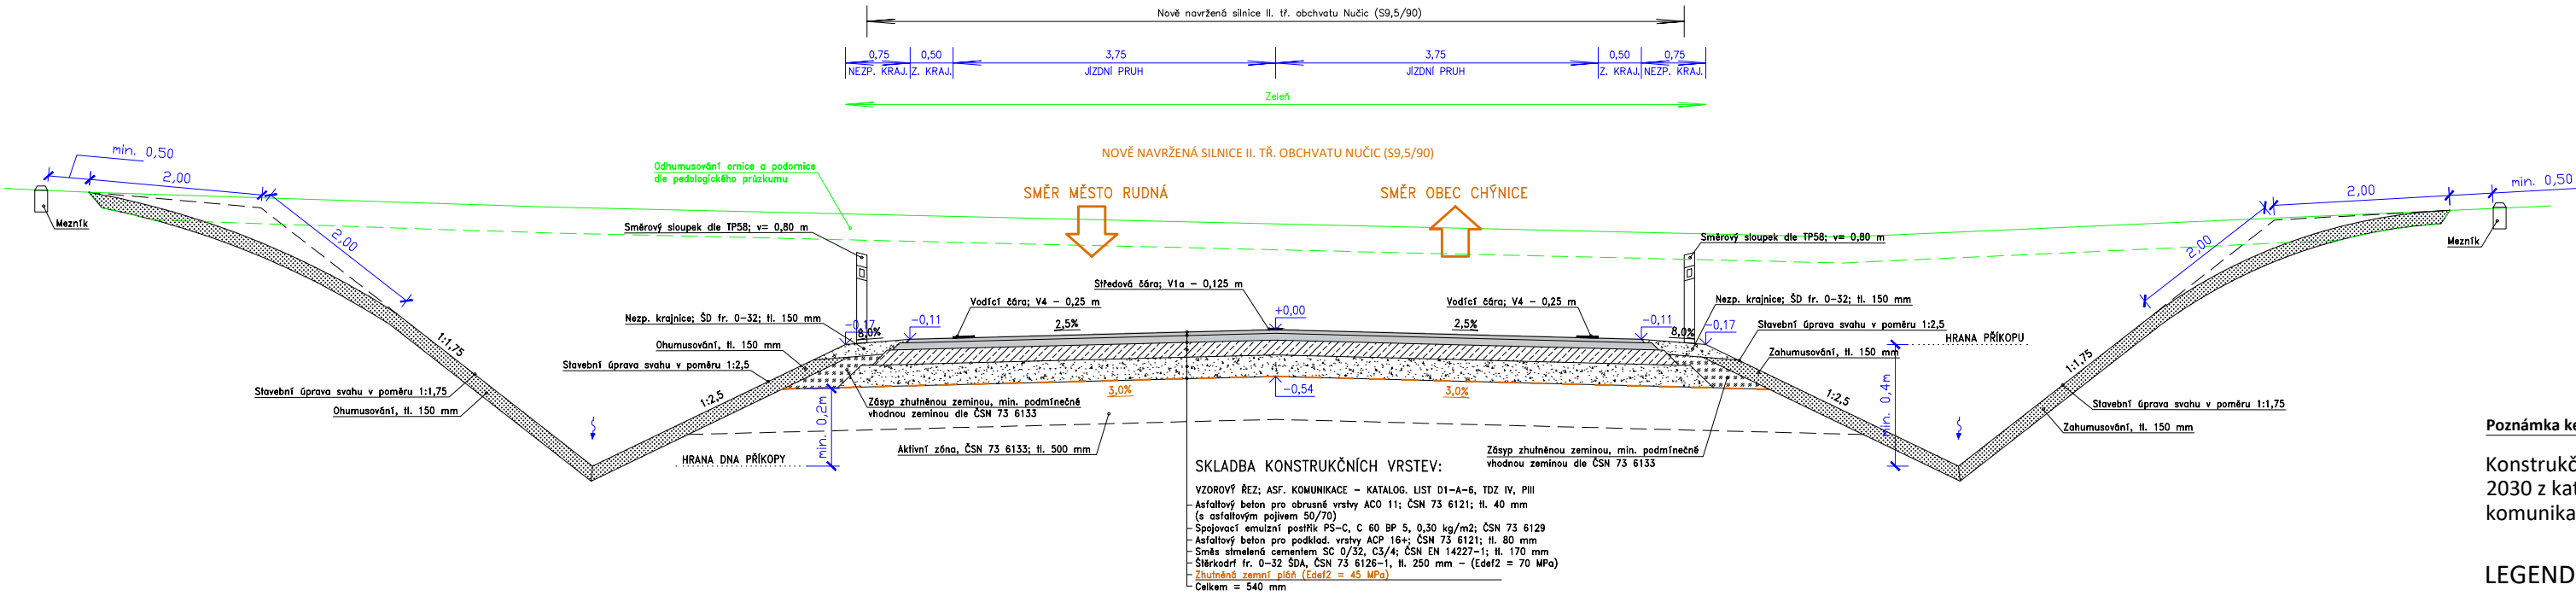 Nově navržená silnice II. tř. obchvatu Nučic (S9,5/90)
0,75 0,50 3,75 3,75 0,50 0,75
NEZP. KRAJ. Z. KRAJ. JÍZDNÍ PRUH JÍZDNÍ PRUH Z. KRAJ. NEZP. KRAJ.
Zeleň
NOVĚ NAVRŽENÁ SILNICE II. TŘ. OBCHVATU NUČIC (S9,5/90)
SMĚR MĚSTO RUDNÁ
SMĚR OBEC CHÝNICE
min. 0,50
2,00
2,00
Mezník
Odhumusování ornice a podornice
dle pedologického průzkumu
Směrový sloupek dle TP58; v= 0,80 m
Vodící čára; V4 - 0,25 m
Středová čára; V1a - 0,125 m
Nezp. krajnice; ŠD fr. 0-32; tl. 150 mm
Ohumusování, tl. 150 mm
Stavební úprava svahu v poměru 1:2,5
Stavební úprava svahu v poměru 1:1,75
Ohumusování, tl. 150 mm
1:1,75
1:2,5
-0,17
8,0%
-0,11
2,5%
+0,00
2,5%
-0,11
8,0%
-0,17
3,0%
-0,54
3,0%
min. 0,2m
HRANA DNA PŘÍKOPY
Zásyp zhutněnou zeminou, min. podmínečně
vhodnou zeminou dle ČSN 73 6133
Aktivní zóna, ČSN 73 6133; tl. 500 mm
Vodící čára; V4 - 0,25 m
Směrový sloupek dle TP58; v= 0,80 m
Nezp. krajnice; ŠD fr. 0-32; tl. 150 mm
Stavební úprava svahu v poměru 1:2,5
Zahumusování, tl. 150 mm
HRANA PŘÍKOPU
1:2,5
min. 0,4m
1:1,75
Stavební úprava svahu v poměru 1:1,75
Zahumusování, tl. 150 mm
2,00
2,00
min. 0,50
Mezník
Zásyp zhutněnou zeminou, min. podmínečně
vhodnou zeminou dle ČSN 73 6133
SKLADBA KONSTRUKČNÍCH VRSTEV:
VZOROVÝ ŘEZ; ASF. KOMUNIKACE - KATALOG. LIST D1-A-6, TDZ IV, PIII
Asfaltový beton pro obrusné vrstvy ACO 11; ČSN 73 6121; tl. 40 mm
(s asfaltovým pojivem 50/70)
Spojovací emulzní postřik PS-C, C 60 BP 5, 0,30 kg/m2; ČSN 73 6129
Asfaltový beton pro podklad. vrstvy ACP 16+; ČSN 73 6121; tl. 80 mm
Směs stmelená cementem SC 0/32, C3/4; ČSN EN 14227-1; tl. 170 mm
Štěrkodrť fr. 0-32 ŠDA, ČSN 73 6126-1, tl. 250 mm - (Edef2 = 70 MPa)
Zhutněná zemní pláň (Edef2 = 45 MPa)
Celkem = 540 mm
Poznámka ke
Konstrukč
2030 z kat
komunika
LEGEND